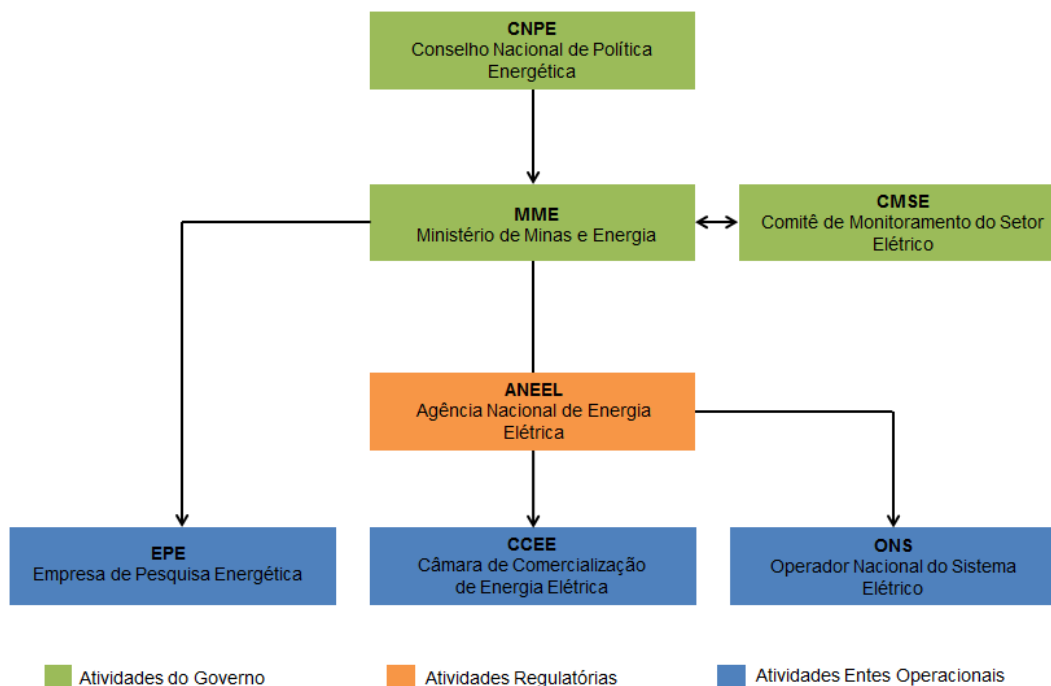 CNPE
Conselho Nacional de Política
Energética
MME
Ministério de Minas e Energia
CMSE
Comitê de Monitoramento do Setor
Elétrico
ANEEL
Agência Nacional de Energia
Elétrica
EPE
Empresa de Pesquisa Energética
CCEE
Câmara de Comercialização
de Energia Elétrica
ONS
Operador Nacional do Sistema
Elétrico
Atividades do Governo
Atividades Regulatórias
Atividades Entes Operacionais